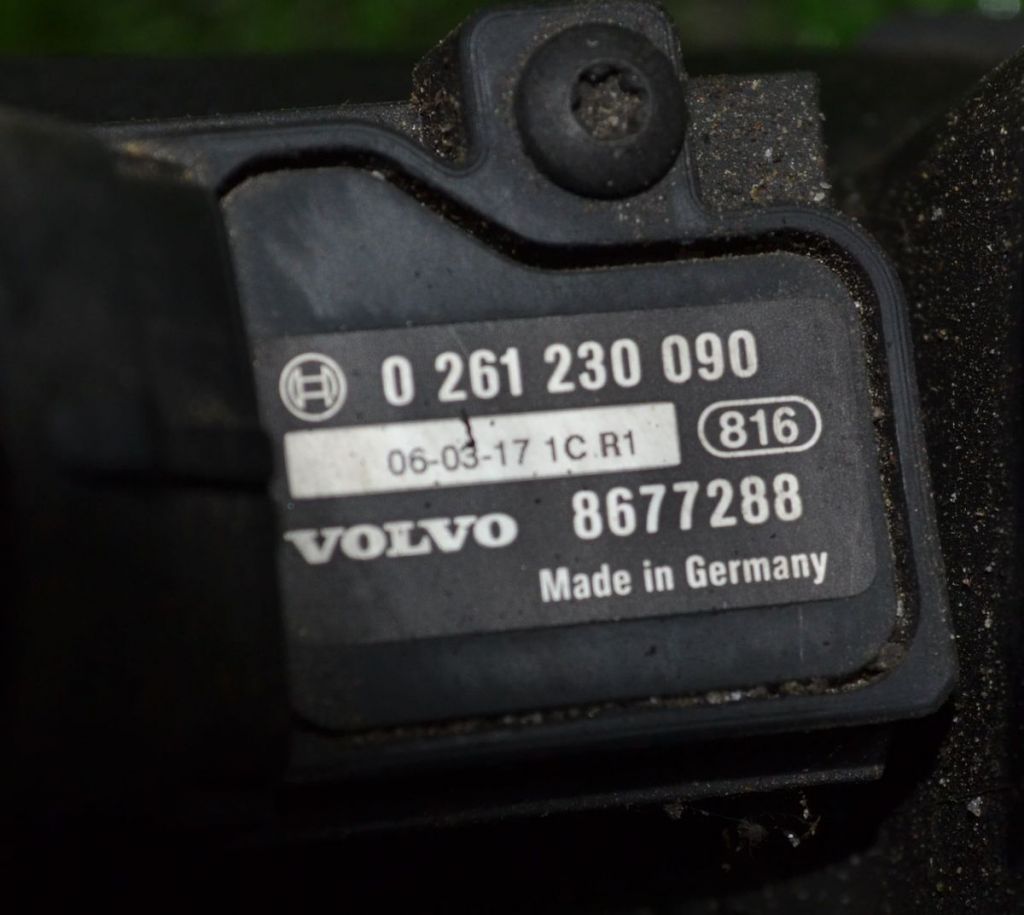 0 261 230 090
06-03-17 1C R1 816
VOLVO 8677288
Made in Germany